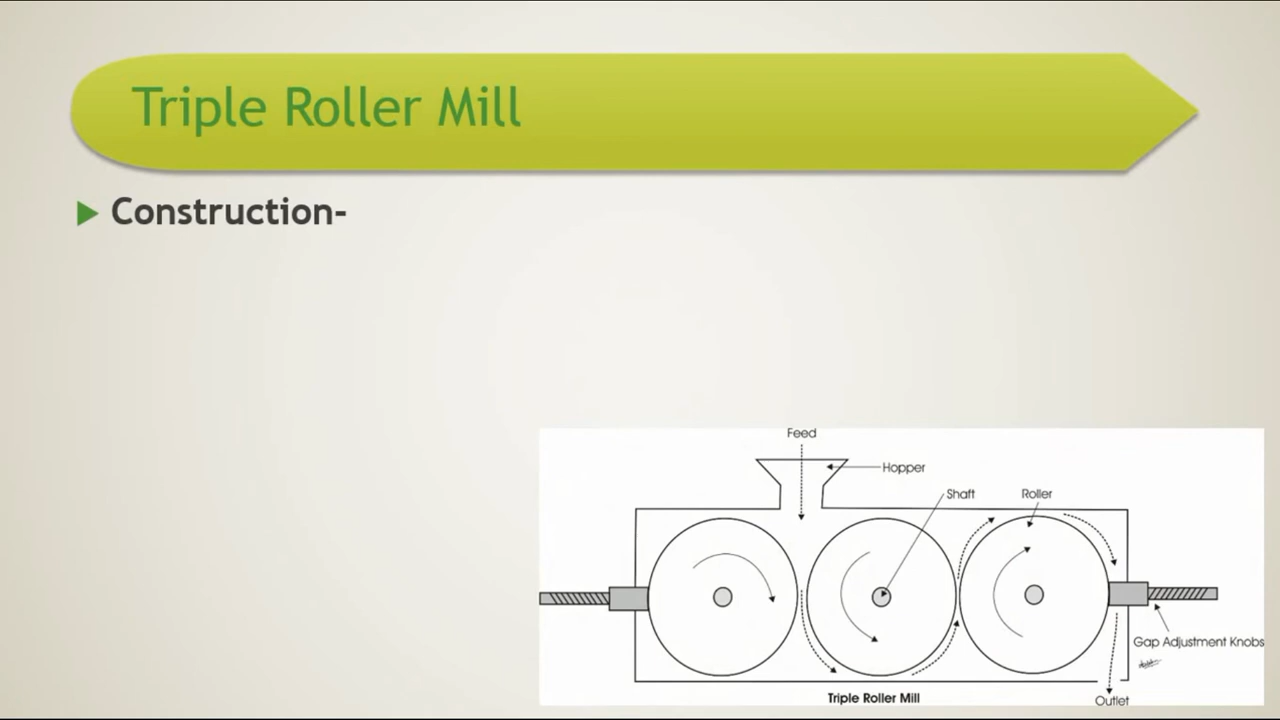 Triple Roller Mill
Construction-
Feed
Hopper
Shaft
Roller
Gap Adjustment Knobs
Outlet
Triple Roller Mill